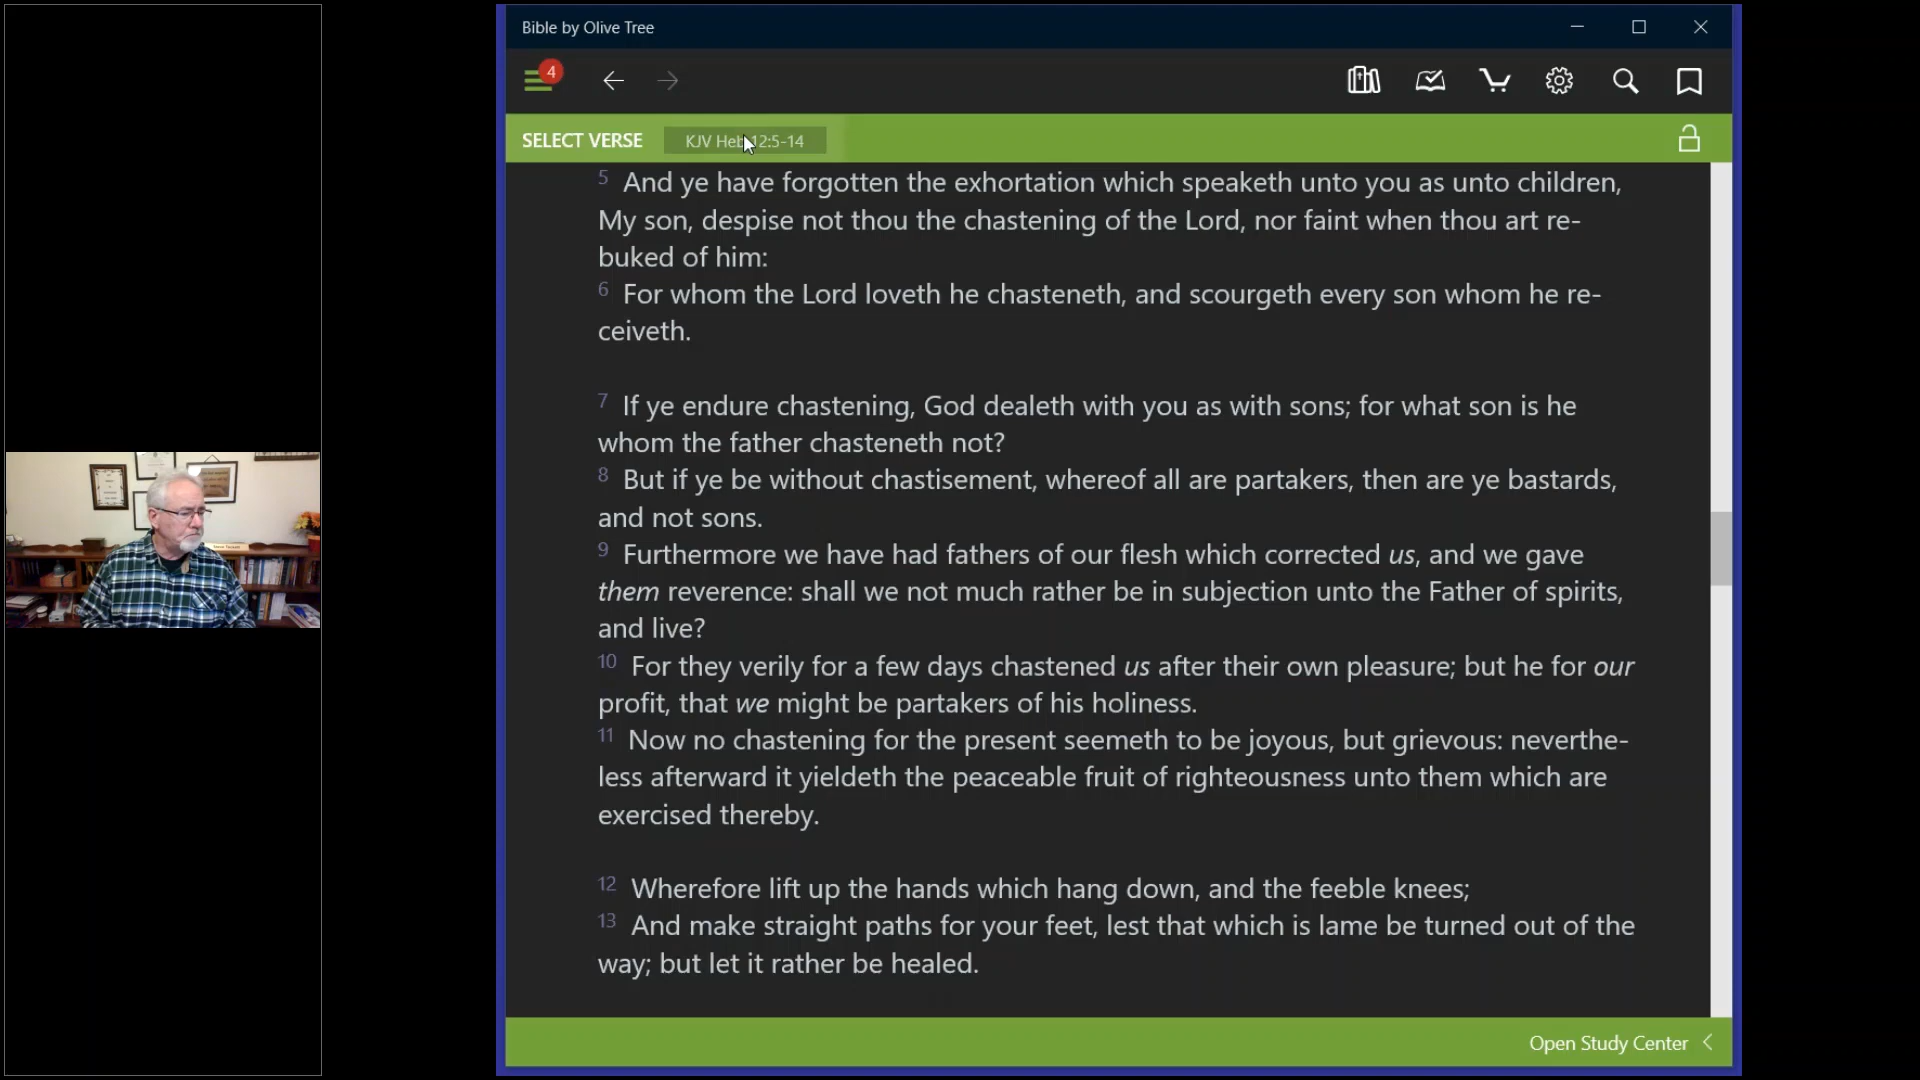 Bible by Olive Tree
4
SELECT VERSE KJV Heb 12:5-14
5 And ye have forgotten the exhortation which speaketh unto you as unto children,
My son, despise not thou the chastening of the Lord, nor faint when thou art re-
buked of him:
6 For whom the Lord loveth he chasteneth, and scourgeth every son whom he re-
ceiveth.
7 If ye endure chastening, God dealeth with you as with sons; for what son is he
whom the father chasteneth not?
8 But if ye be without chastisement, whereof all are partakers, then are ye bastards,
and not sons.
9 Furthermore we have had fathers of our flesh which corrected us, and we gave
them reverence: shall we not much rather be in subjection unto the Father of spirits,
and live?
10 For they verily for a few days chastened us after their own pleasure; but he for our
profit, that we might be partakers of his holiness.
11 Now no chastening for the present seemeth to be joyous, but grievous: neverthe-
less afterward it yieldeth the peaceable fruit of righteousness unto them which are
exercised thereby.
12 Wherefore lift up the hands which hang down, and the feeble knees;
13 And make straight paths for your feet, lest that which is lame be turned out of the
way; but let it rather be healed.
Open Study Center